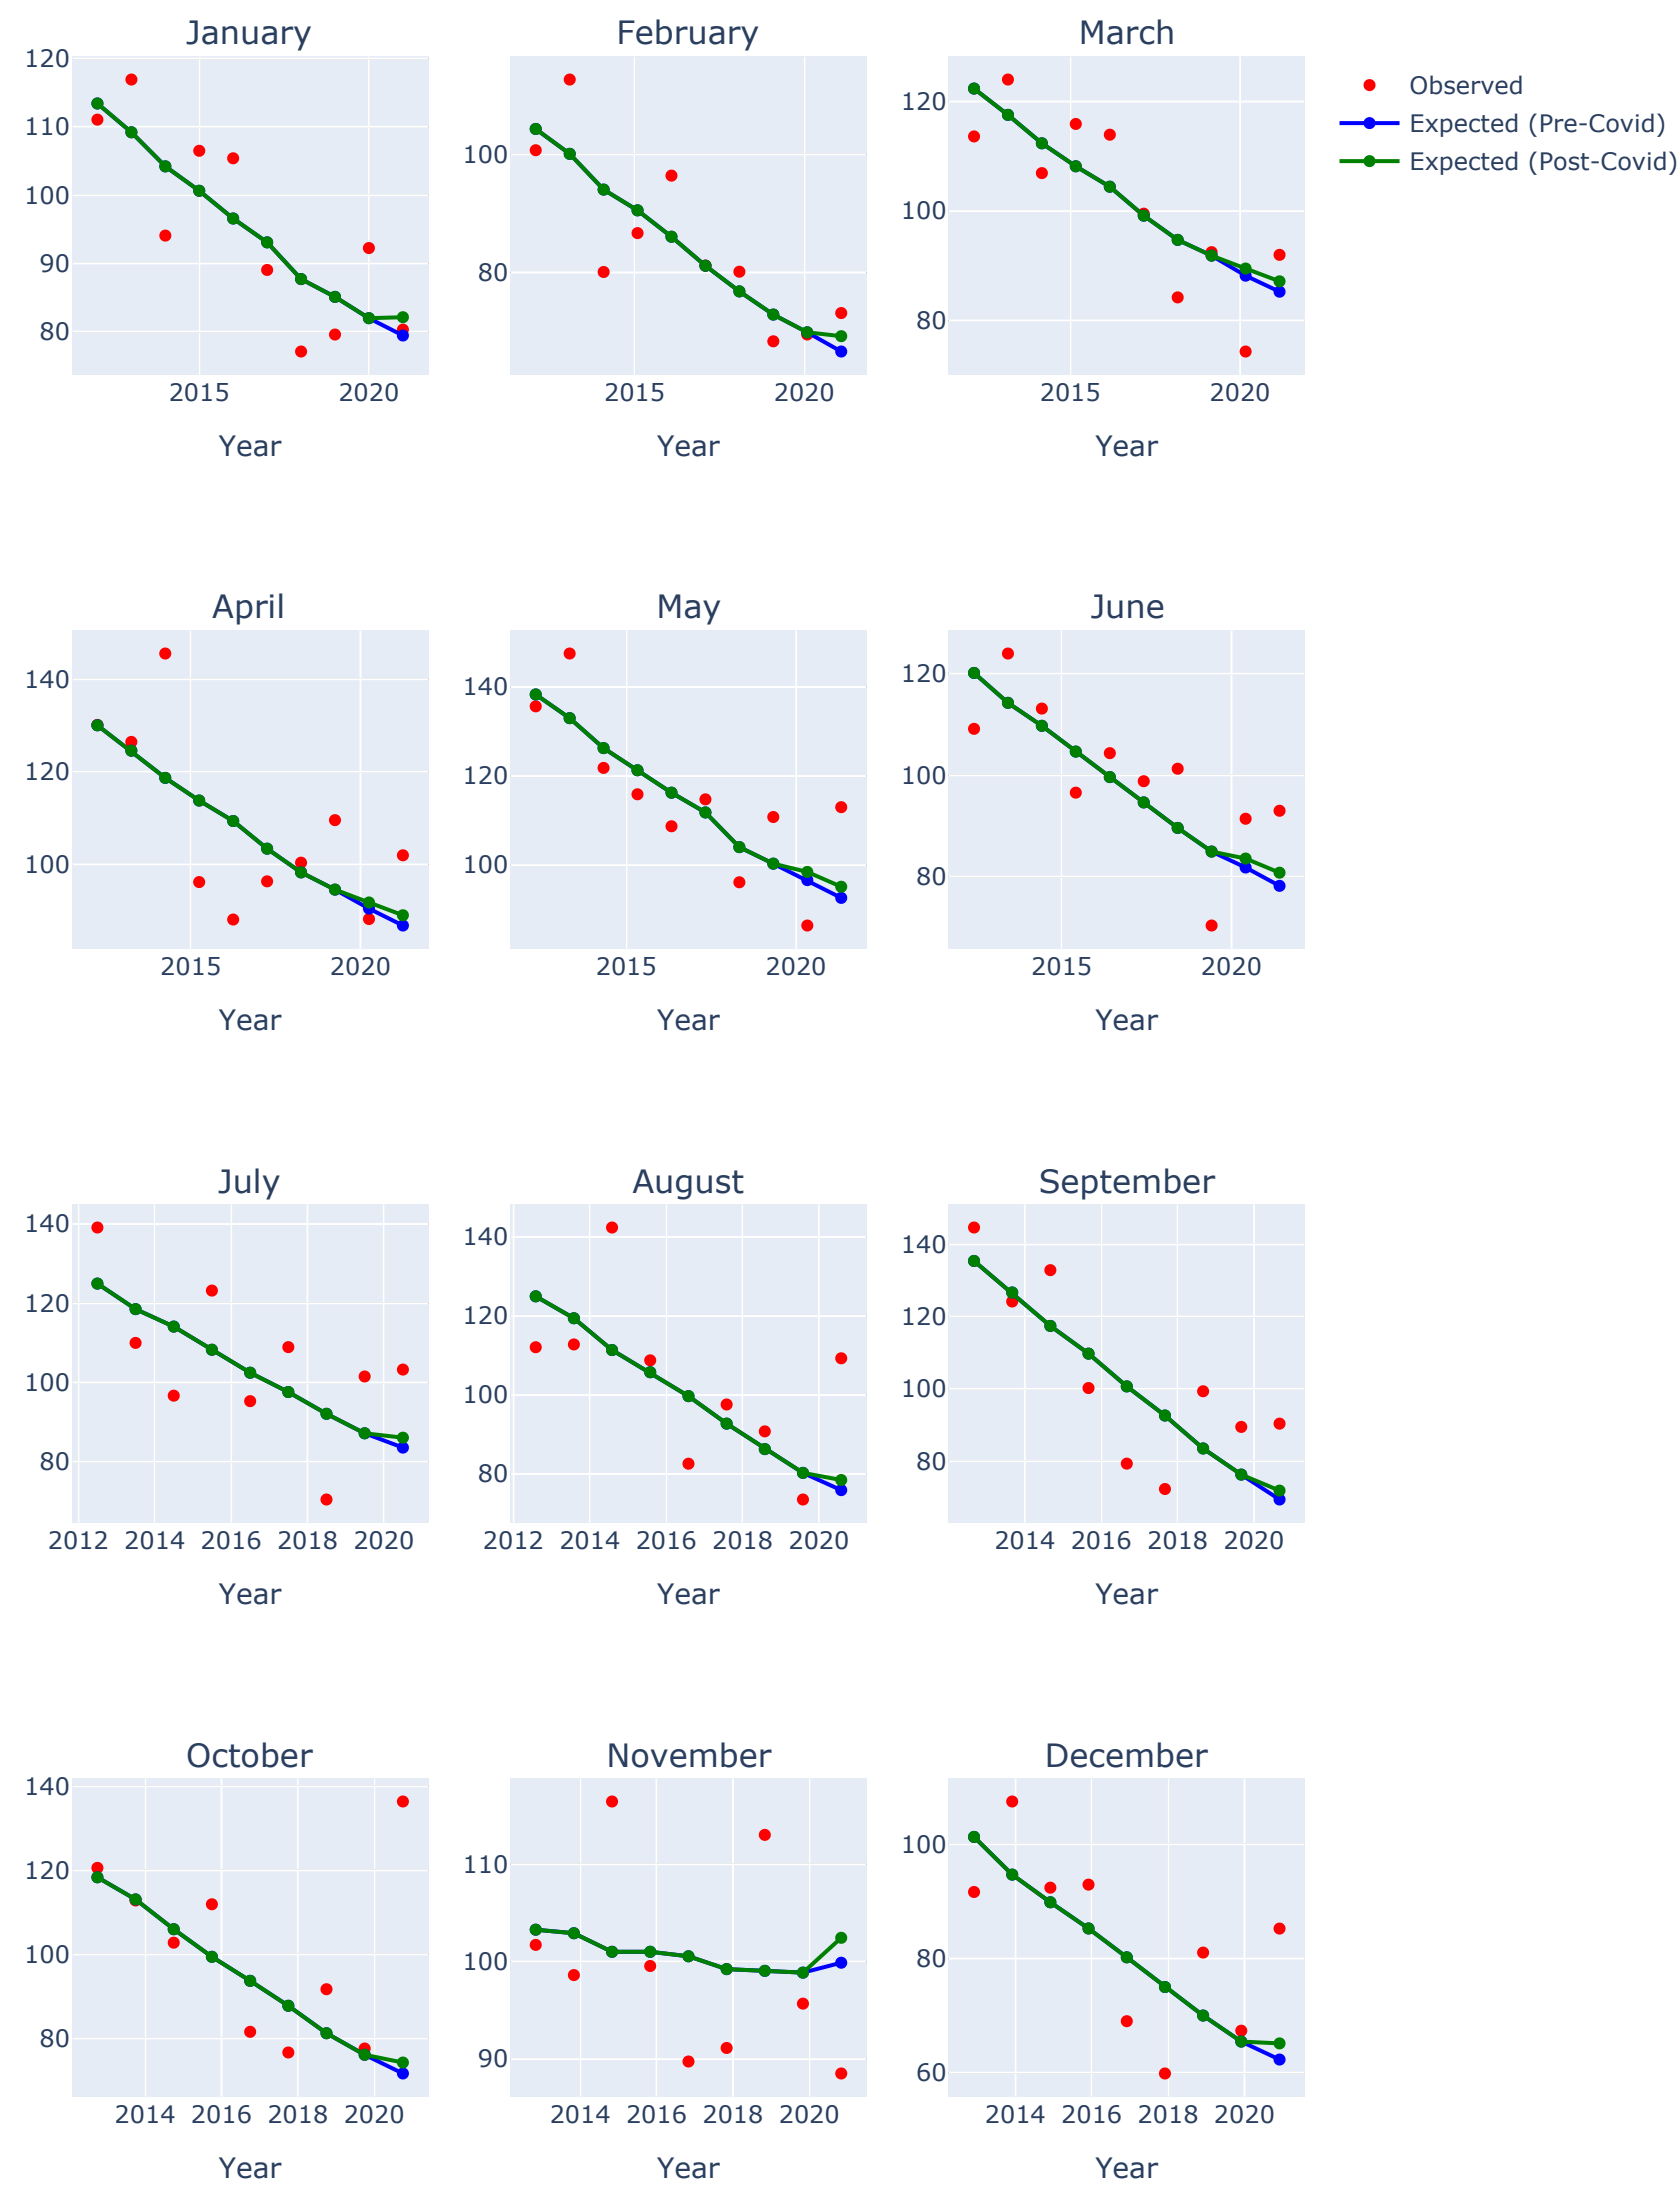 January
February
March
120
110
100
90
80
2015
2020
Year
100
80
2015
2020
Year
120
100
80
2015
2020
Year
Observed
Expected (Pre-Covid)
Expected (Post-Covid)
April
May
June
140
120
100
2015
2020
Year
140
120
100
2015
2020
Year
120
100
80
2015
2020
Year
July
August
September
140
120
100
80
2012 2014 2016 2018 2020
Year
140
120
100
80
2012 2014 2016 2018 2020
Year
140
120
100
80
2014 2016 2018 2020
Year
October
November
December
140
120
100
80
2014 2016 2018 2020
Year
110
100
90
2014 2016 2018 2020
Year
100
80
60
2014 2016 2018 2020
Year